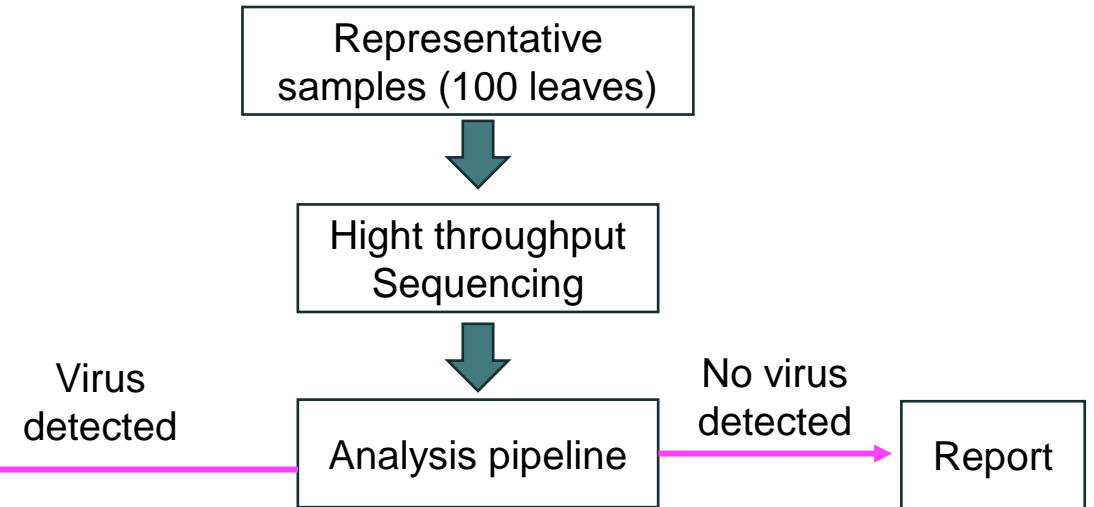 Representative
samples (100 leaves)
Hight throughput
Sequencing
Virus
detected
No virus
detected
Analysis pipeline
Report